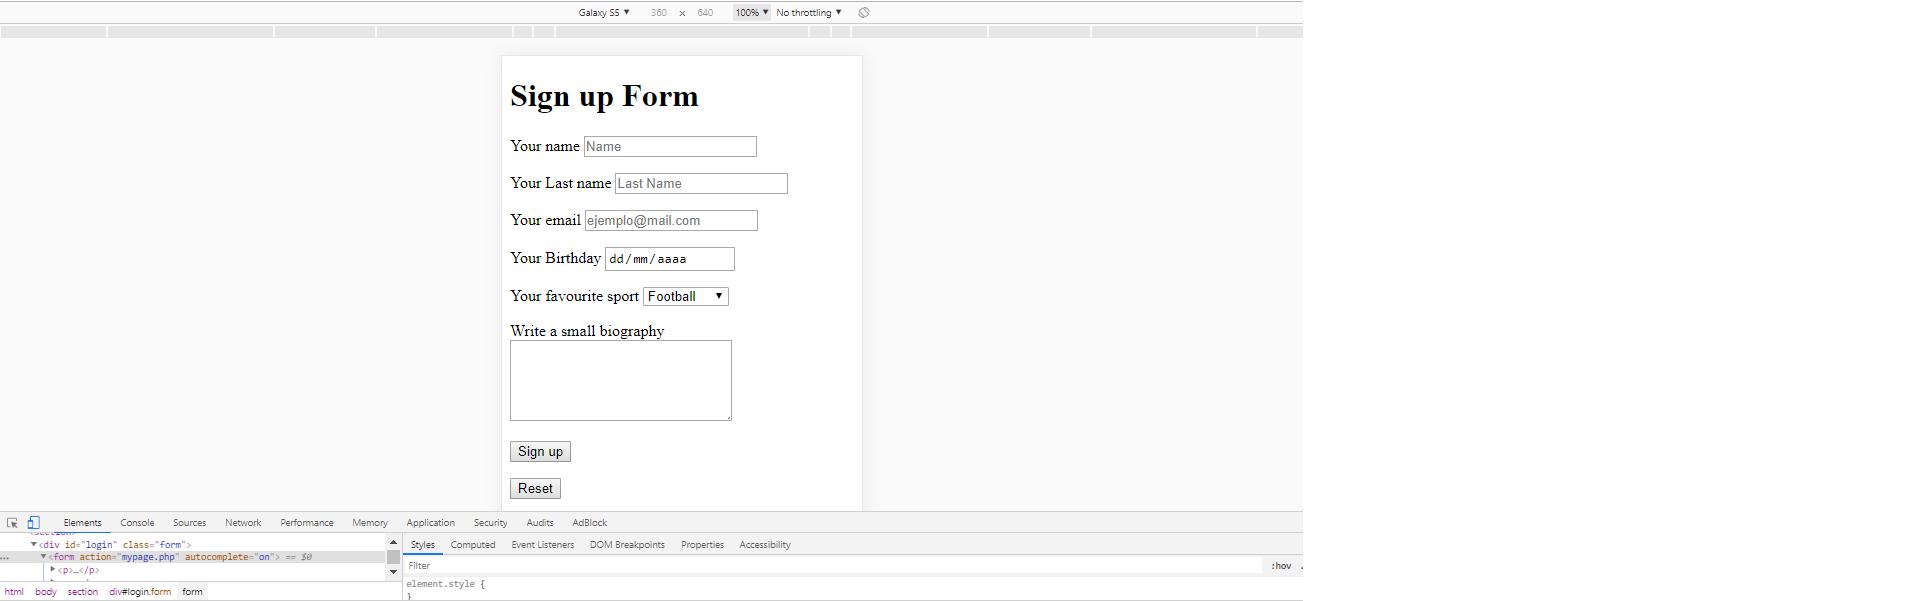 Galaxy S5 ▼ 360 × 640 100% ▼ No throttling ▼
Sign up Form
Your name Name
Your Last name Last Name
Your email ejemplo@mail.com
Your Birthday dd/mm/aaaa
Your favourite sport Football ▼
Write a small biography
Sign up
Reset
Elements Console Sources Network Performance Memory Application Security Audits AdBlock
<section>
▼<div id="login" class="form">
... ▼<form action="mypage.php" autocomplete="on"> == $0
▶<p>…</p>
html body section div#login.form form
Styles Computed Event Listeners DOM Breakpoints Properties Accessibility
Filter :hov .
element.style {
}